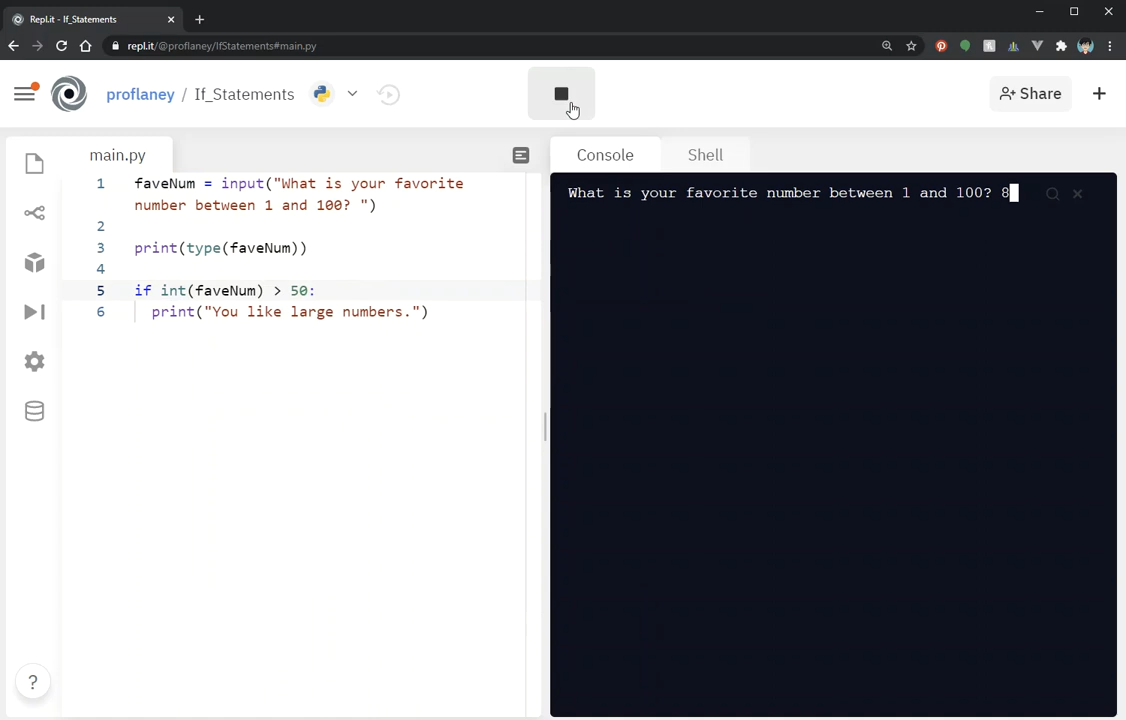 Repl.it - If_Statements
repl.it/@proflaney/IfStatements#main.py
proflaney / If_Statements
Share
main.py
Console
Shell
1 faveNum = input("What is your favorite
number between 1 and 100? ")
2
3 print(type(faveNum))
4
5 if int(faveNum) > 50:
6 print("You like large numbers.")
What is your favorite number between 1 and 100? 8
?